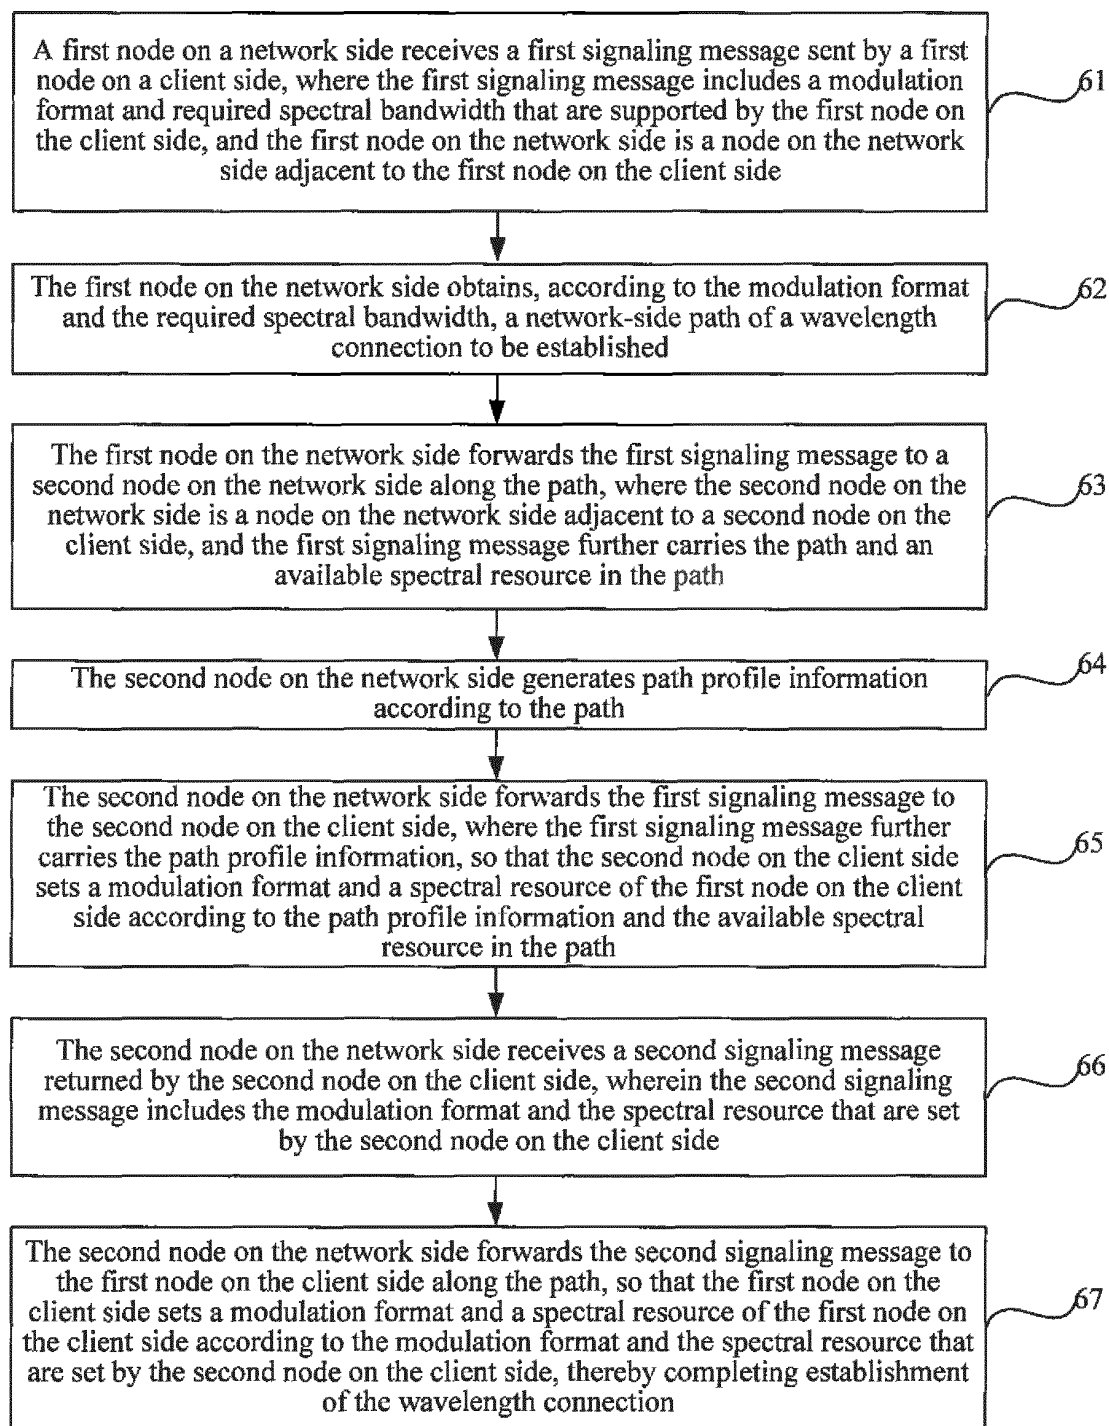 A first node on a network side receives a first signaling message sent by a first
node on a client side, where the first signaling message includes a modulation
format and required spectral bandwidth that are supported by the first node on
the client side, and the first node on the network side is a node on the network
side adjacent to the first node on the client side
61
The first node on the network side obtains, according to the modulation format
and the required spectral bandwidth, a network-side path of a wavelength
connection to be established
62
The first node on the network side forwards the first signaling message to a
second node on the network side along the path, where the second node on the
network side is a node on the network side adjacent to a second node on the
client side, and the first signaling message further carries the path and an
available spectral resource in the path
63
The second node on the network side generates path profile information
according to the path
64
The second node on the network side forwards the first signaling message to
the second node on the client side, where the first signaling message further
carries the path profile information, so that the second node on the client side
sets a modulation format and a spectral resource of the first node on the client
side according to the path profile information and the available spectral
resource in the path
65
The second node on the network side receives a second signaling message
returned by the second node on the client side, wherein the second signaling
message includes the modulation format and the spectral resource that are set
by the second node on the client side
66
The second node on the network side forwards the second signaling message to
the first node on the client side along the path, so that the first node on the
client side sets a modulation format and a spectral resource of the first node on
the client side according to the modulation format and the spectral resource that
are set by the second node on the client side, thereby completing establishment
of the wavelength connection
67